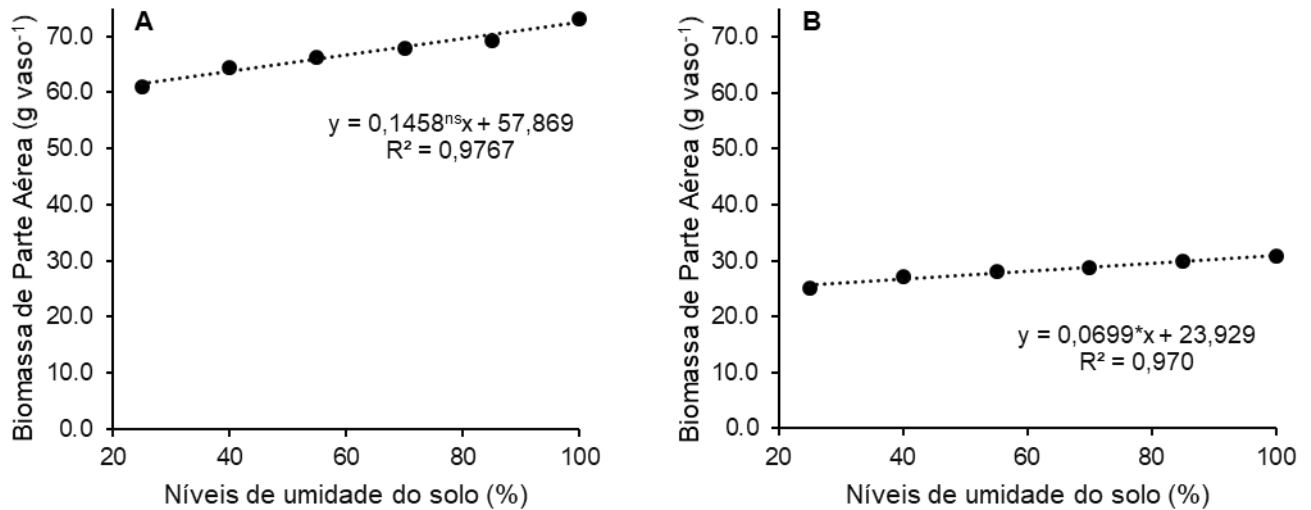 A
Biomassa de Parte Aérea (g vaso⁻¹)
70.0
60.0
50.0
40.0
30.0
20.0
10.0
0.0
y = 0,1458ⁿˢx + 57,869
R² = 0,9767
20 40 60 80 100
Níveis de umidade do solo (%)
B
Biomassa de Parte Aérea (g vaso⁻¹)
70.0
60.0
50.0
40.0
30.0
20.0
10.0
0.0
y = 0,0699*x + 23,929
R² = 0,970
20 40 60 80 100
Níveis de umidade do solo (%)